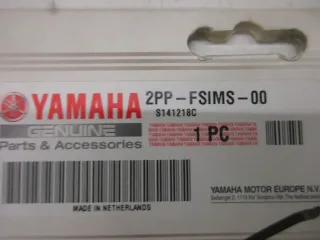 YAMAHA 2PP-FSIMS-00
S141218C
GENUINE
Parts & Accessories
1 PC
MADE IN NETHERLANDS
YAMAHA MOTOR EUROPE N.V.